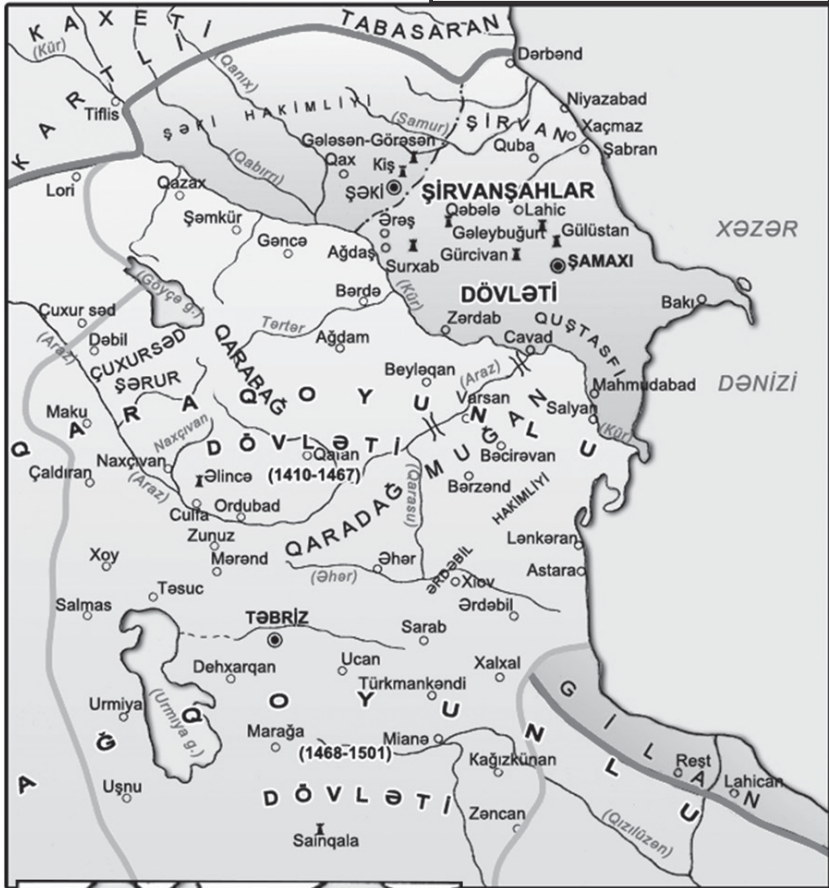 KAXETİ
TABASARAN
(Kür)
KARTLİ
(Qanıx)
Dərbənd
Tiflis
Niyazabad
ŞƏKİ HAKİMLİYİ
(Samur)
ŞİRVAN
Xaçmaz
Gələsən-Görəsən
Quba
Şabran
(Qabırrı)
Qax
Kiş
Lori
Qazax
ŞƏKİ
ŞİRVANŞAHLAR
Şəmkür
Ərəş
Qəbələ
Lahic
XƏZƏR
Gəncə
Ağdaş
Gəleybuğurt
Gülüstan
Surxab
Gürcivan
ŞAMAXI
(Göyçə g.)
Bərdə
(Kür)
DÖVLƏTİ
Bakı
Çuxur səd
Zərdab
QUŞTASFİ
(Araz)
Dəbil
Tərtər
Ağdam
Cavad
ÇUXURSƏD
QARABAĞ
ŞƏRUR
Beyləqan
(Araz)
Mahmudabad
DƏNİZİ
Maku
QARA QOYUNLU
Varsan
Salyan
Naxçıvan
MUĞAN
(Kür)
DÖVLƏTİ
Qalan
Bəcirəvan
Çaldıran
Naxçıvan
Əlincə
(1410-1467)
Bərzənd
(Araz)
(Qarasu)
HAKİMLİYİ
Culfa
Ordubad
QARADAĞ
Zunuz
Lənkəran
Xoy
Mərənd
Əhər
ƏRDƏBİL
Astara
(Əhər)
Xiov
Təsuc
Salmas
Ərdəbil
TƏBRİZ
Sarab
Dehxarqan
Ucan
Xalxal
Türkmankəndi
Urmiya
(Urmiya g.)
AĞ QOYUNLU
GİLAN
Marağa
Mianə
(1468-1501)
Kağızkünan
Rəşt
Uşnu
Lahican
DÖVLƏTİ
Zəncan
(Qızılüzən)
Sainqala